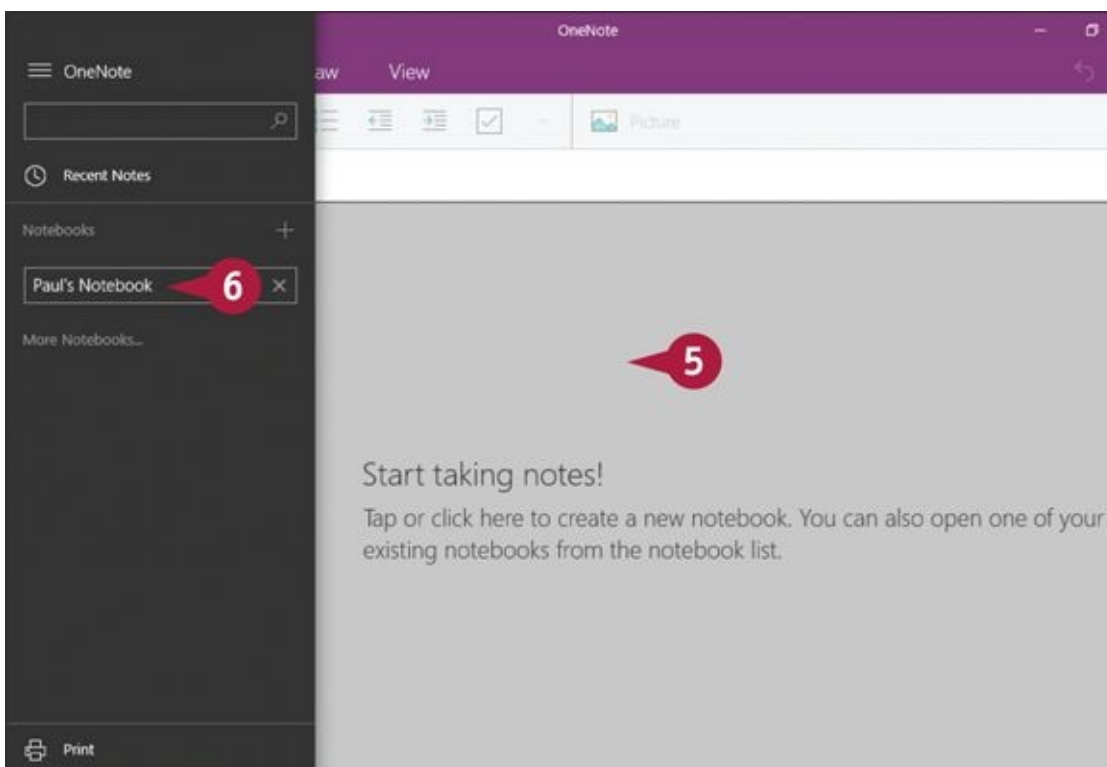 OneNote
OneNote
aw
View
Picture
Recent Notes
Notebooks
Paul's Notebook
6
More Notebooks...
5
Start taking notes!
Tap or click here to create a new notebook. You can also open one of your
existing notebooks from the notebook list.
Print